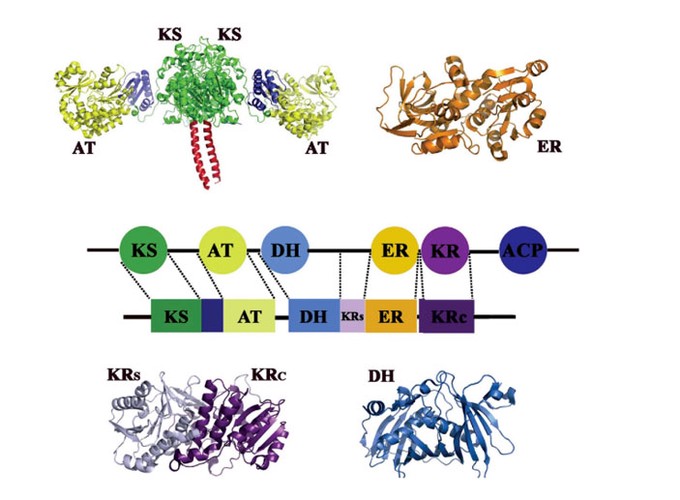 KS KS
AT AT
ER
KS AT DH ER KR ACP
KS AT DH KRs ER KRc
KRs KRc
DH